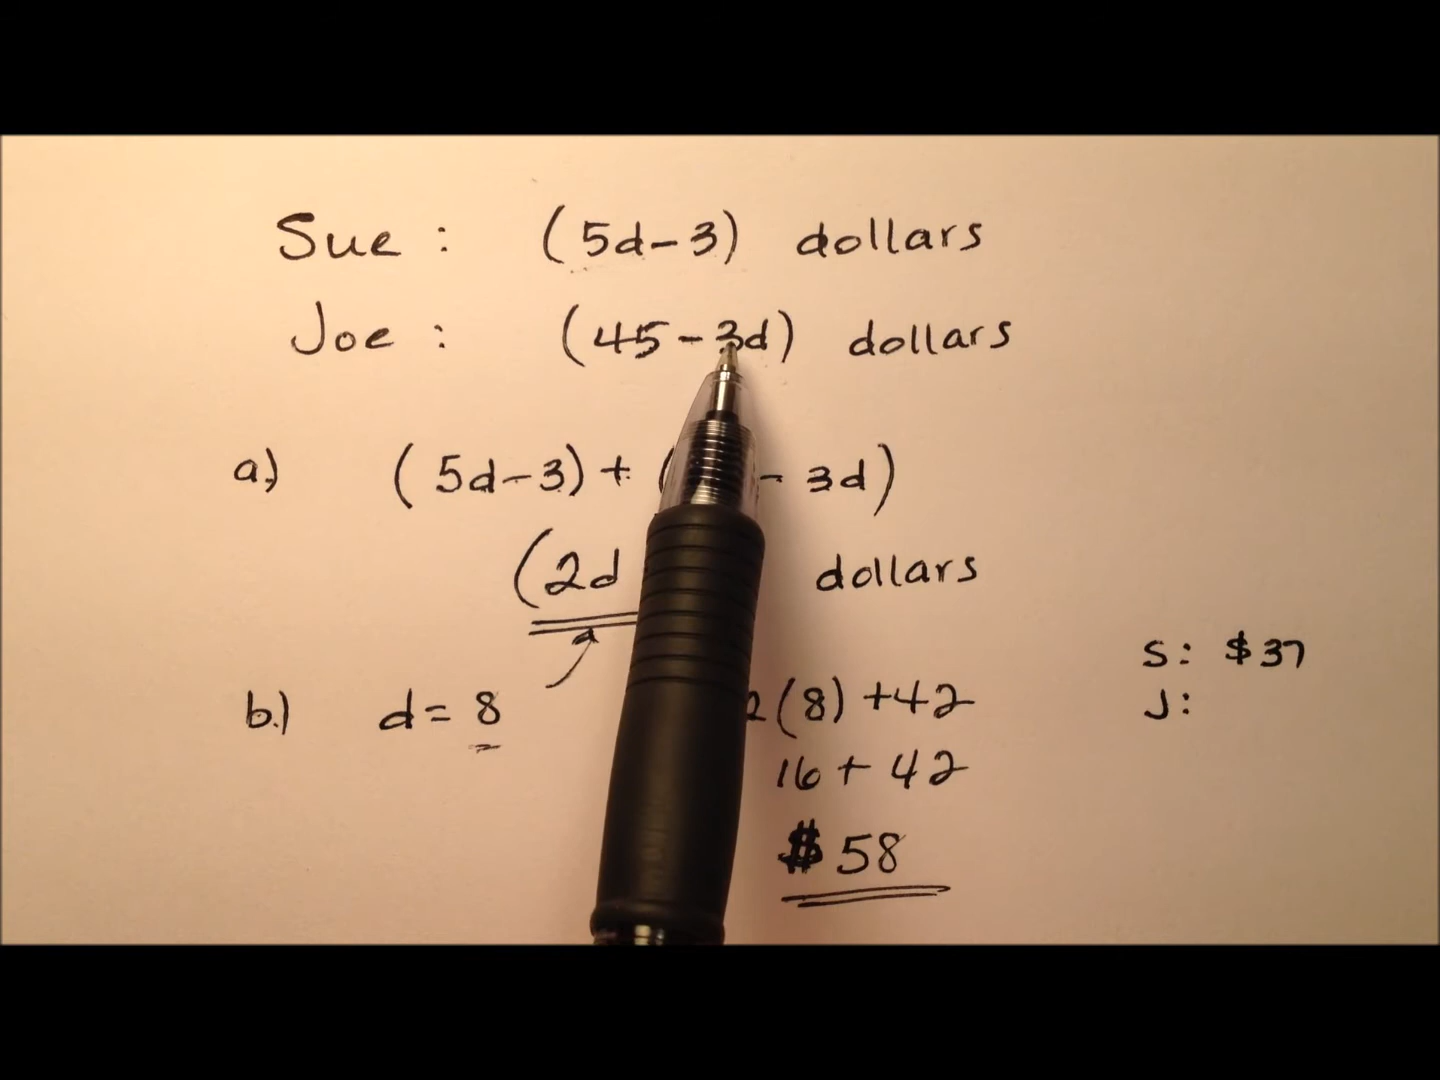 Sue : (5d-3) dollars
Joe : (45-3d) dollars
a.) (5d-3)+( - 3d)
(2d dollars
S: $37
b.) d= 8 2(8) +42
J:
16 + 42
$ 58